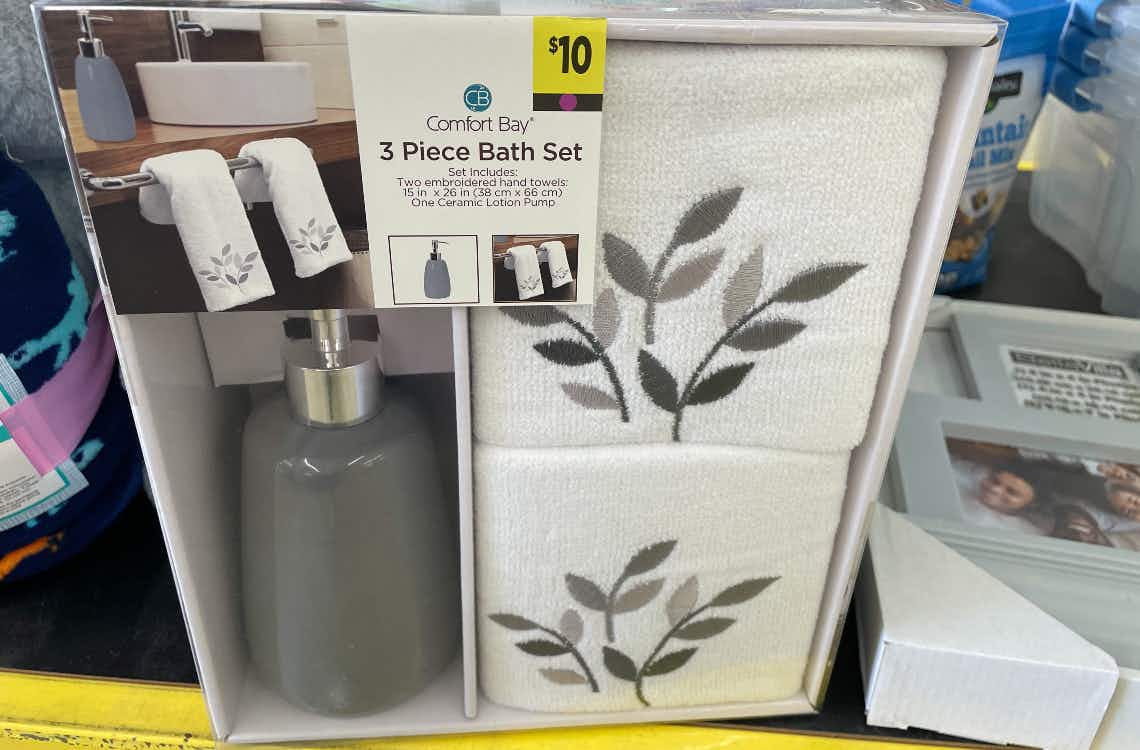 $10
CB
Comfort Bay®
3 Piece Bath Set
Set Includes:
Two embroidered hand towels:
15 in x 26 in (38 cm x 66 cm)
One Ceramic Lotion Pump